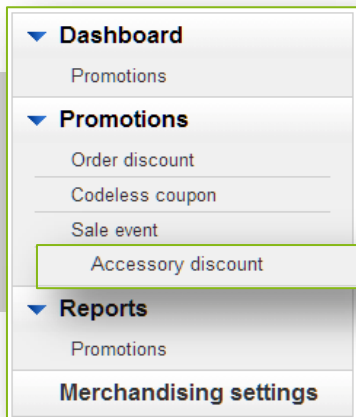 Dashboard
Promotions
Promotions
Order discount
Codeless coupon
Sale event
Accessory discount
Reports
Promotions
Merchandising settings